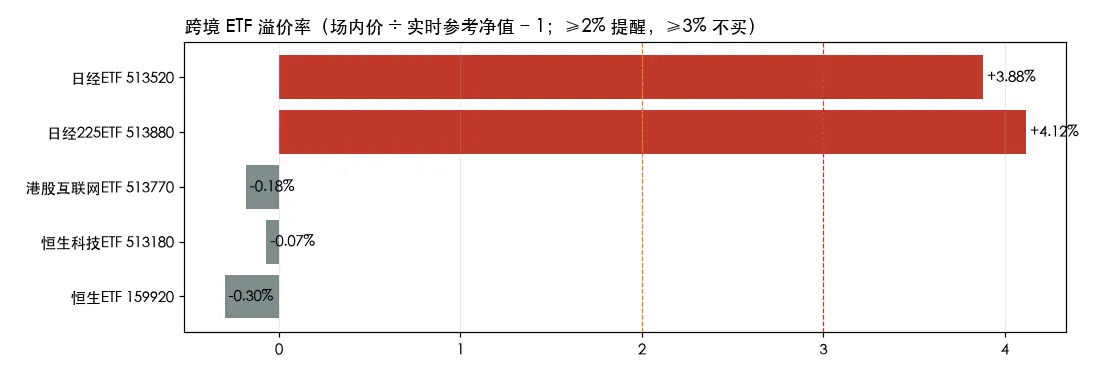 跨境 ETF 溢价率（场内价 ÷ 实时参考净值 − 1；≥2% 提醒，≥3% 不买）
日经ETF 513520
+3.88%
日经225ETF 513880
+4.12%
港股互联网ETF 513770
-0.18%
恒生科技ETF 513180
-0.07%
恒生ETF 159920
-0.30%
0
1
2
3
4